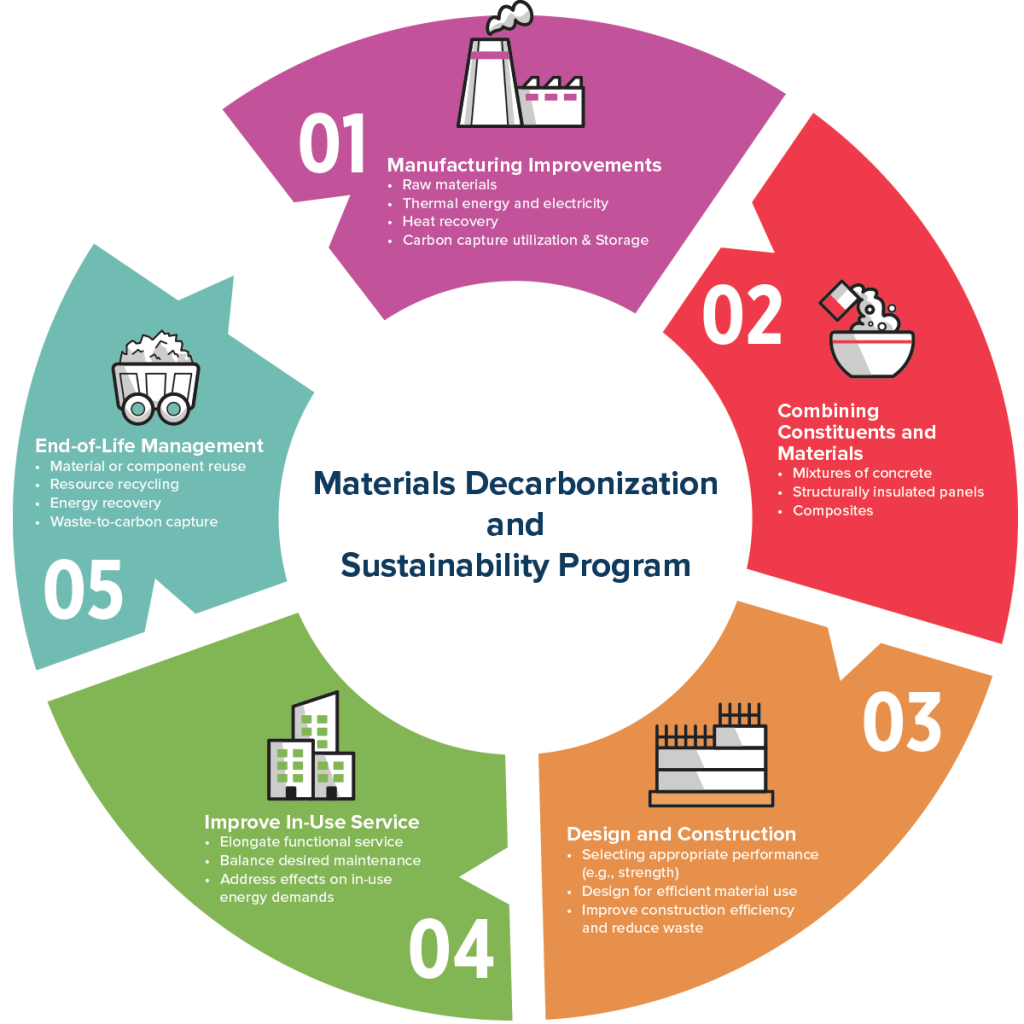 01
Manufacturing Improvements
• Raw materials
• Thermal energy and electricity
• Heat recovery
• Carbon capture utilization & Storage
02
Combining
Constituents and
Materials
• Mixtures of concrete
• Structurally insulated panels
• Composites
Materials Decarbonization
and
Sustainability Program
03
Design and Construction
• Selecting appropriate performance
(e.g., strength)
• Design for efficient material use
• Improve construction efficiency
and reduce waste
04
Improve In-Use Service
• Elongate functional service
• Balance desired maintenance
• Address effects on in-use
energy demands
05
End-of-Life Management
• Material or component reuse
• Resource recycling
• Energy recovery
• Waste-to-carbon capture